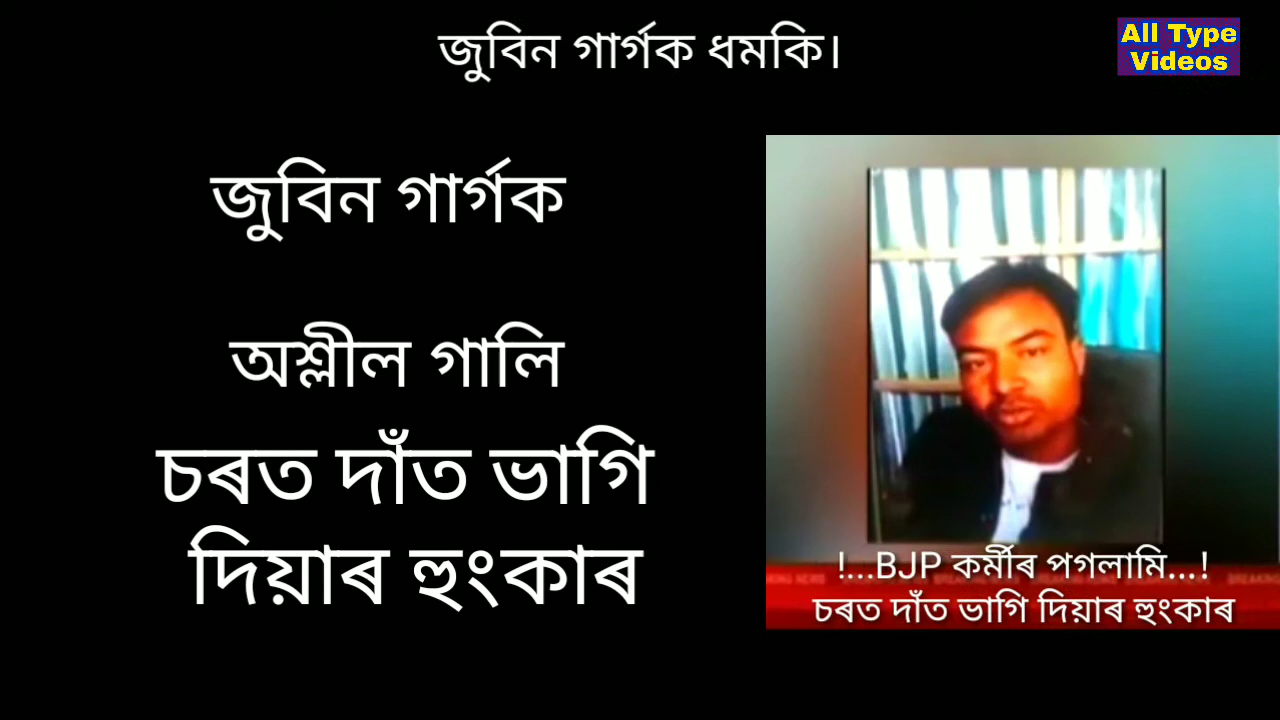 জুবিন গাৰ্গক ধমকি।
All Type
Videos
জুবিন গাৰ্গক
অশ্লীল গালি
চৰত দাঁত ভাগি
দিয়াৰ হুংকাৰ
!...BJP কৰ্মীৰ পগলামি...!
চৰত দাঁত ভাগি দিয়াৰ হুংকাৰ